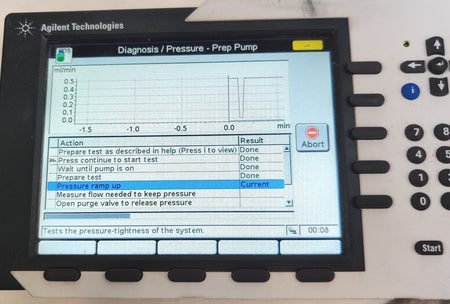 Agilent Technologies
Diagnosis / Pressure - Prep Pump
ml/min
0.5
0.4
0.3
0.2
0.1
0.0
-1.5 -1.0 -0.5 0.0 min
Action Result
Prepare test as described in help (Press i to view) Done
Press continue to start test Done
Wait until pump is on Done
Prepare test Done
Pressure ramp up Current
Measure flow needed to keep pressure
Open purge valve to release pressure
Abort
Tests the pressure-tightness of the system. 00:08
i
7 8
4 5
1 2
0
Start